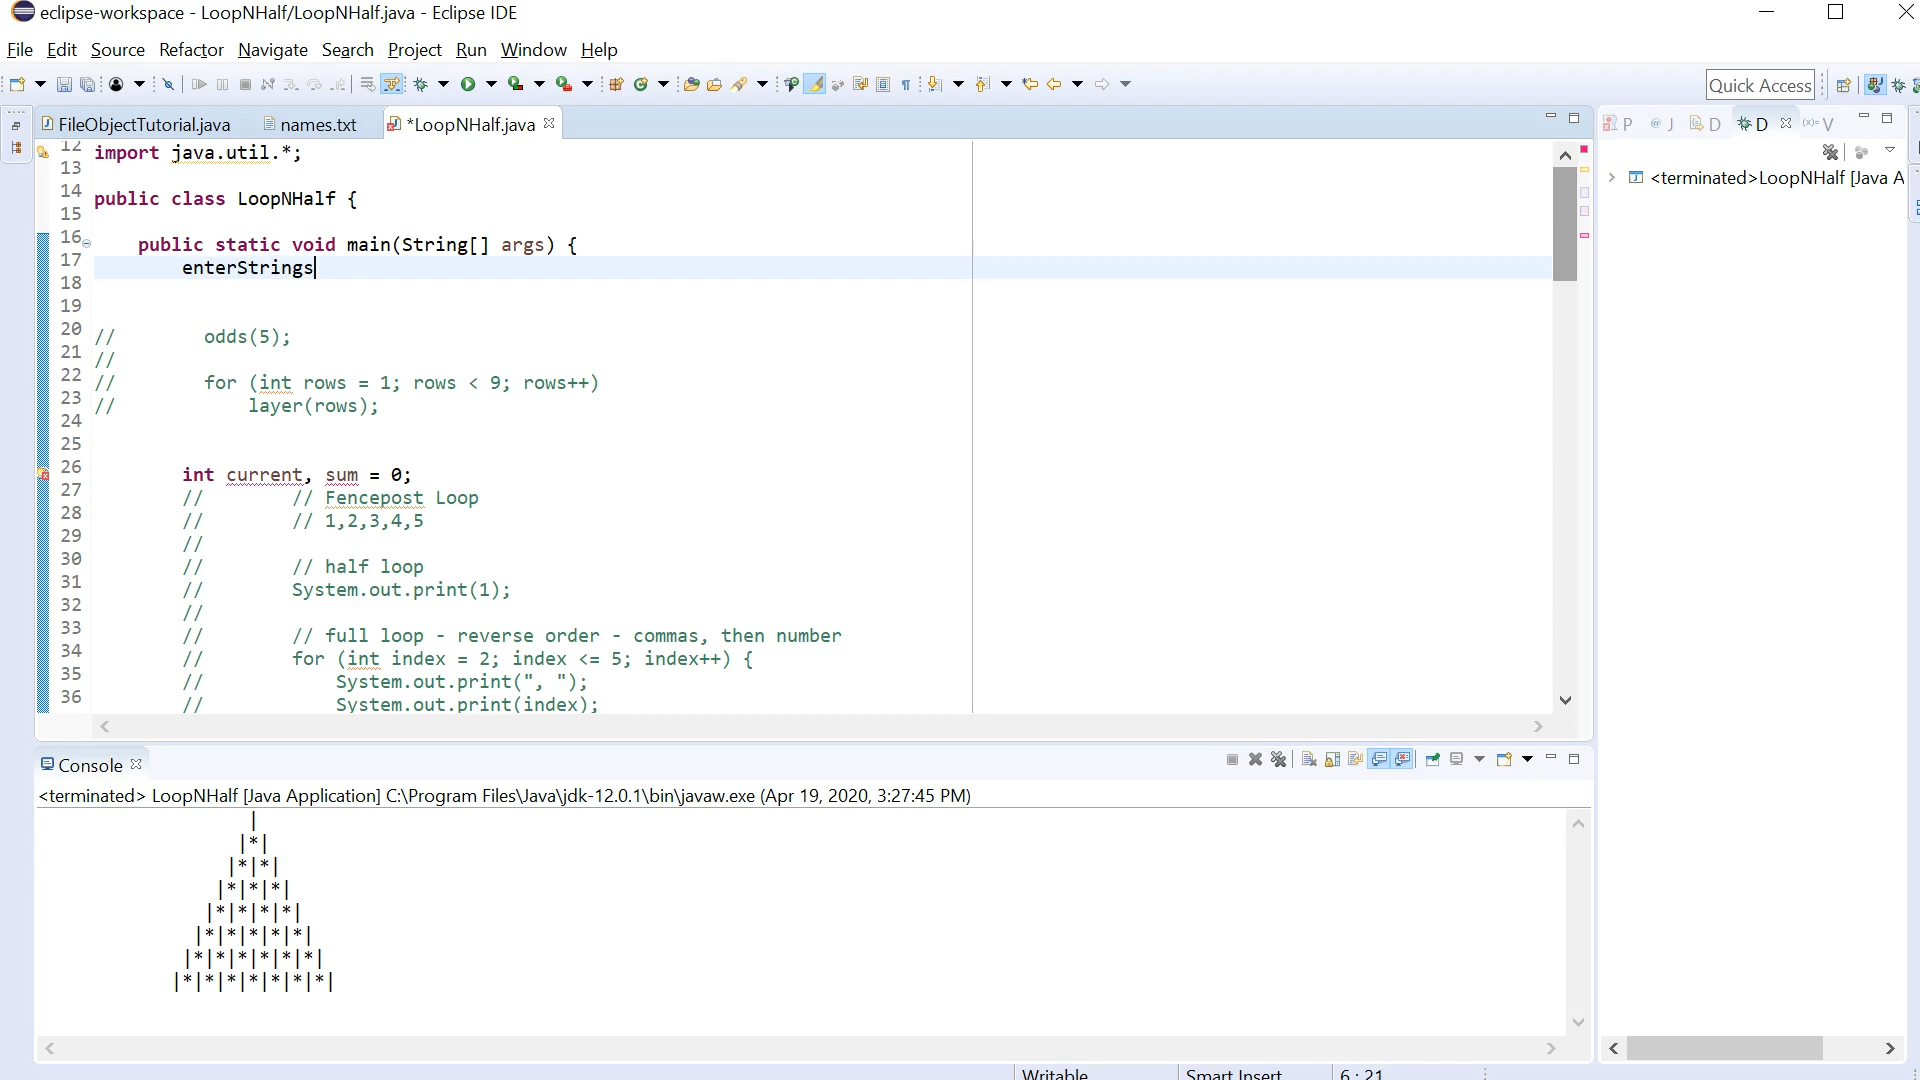 eclipse-workspace - LoopNHalf/LoopNHalf.java - Eclipse IDE
File Edit Source Refactor Navigate Search Project Run Window Help
Quick Access
FileObjectTutorial.java names.txt *LoopNHalf.java
P @ J D D (x)= V
12 import java.util.*;
13
14 public class LoopNHalf {
15
16 public static void main(String[] args) {
17 enterStrings
18
19
20 // odds(5);
21 //
22 // for (int rows = 1; rows < 9; rows++)
23 // layer(rows);
24
25
26 int current, sum = 0;
27 // // Fencepost Loop
28 // // 1,2,3,4,5
29 //
30 // // half loop
31 // System.out.print(1);
32 //
33 // // full loop - reverse order - commas, then number
34 // for (int index = 2; index <= 5; index++) {
35 // System.out.print(", ");
36 // System.out.print(index);
<terminated>LoopNHalf [Java A
Console
<terminated> LoopNHalf [Java Application] C:\Program Files\Java\jdk-12.0.1\bin\javaw.exe (Apr 19, 2020, 3:27:45 PM)
|
|*|
|*|*|
|*|*|*|
|*|*|*|*|
|*|*|*|*|*|
|*|*|*|*|*|*|
|*|*|*|*|*|*|*|
Writable Smart Insert 6 : 21